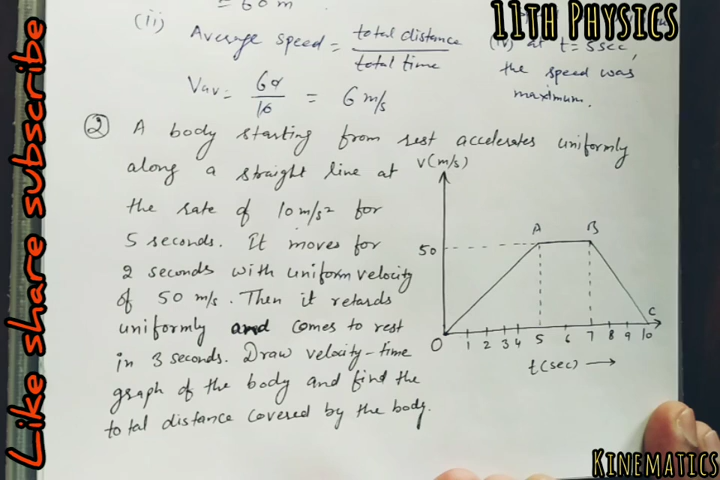 = 60 m
11th Physics
(ii) Average speed = total distance / total time
(iv) at t = 5sec,
the speed was
maximum.
Vav = 60/10 = 6 m/s
② A body starting from rest accelerates uniformly
along a straight line at
the rate of 10 m/s² for
5 seconds. It moves for
2 seconds with uniform velocity
of 50 m/s. Then it retards
uniformly and comes to rest
in 3 seconds. Draw velocity-time
graph of the body and find the
total distance covered by the body.
V(m/s)
A B
50
C
O 1 2 3 4 5 6 7 8 9 10
t(sec) →
Like share subscribe
Kinematics